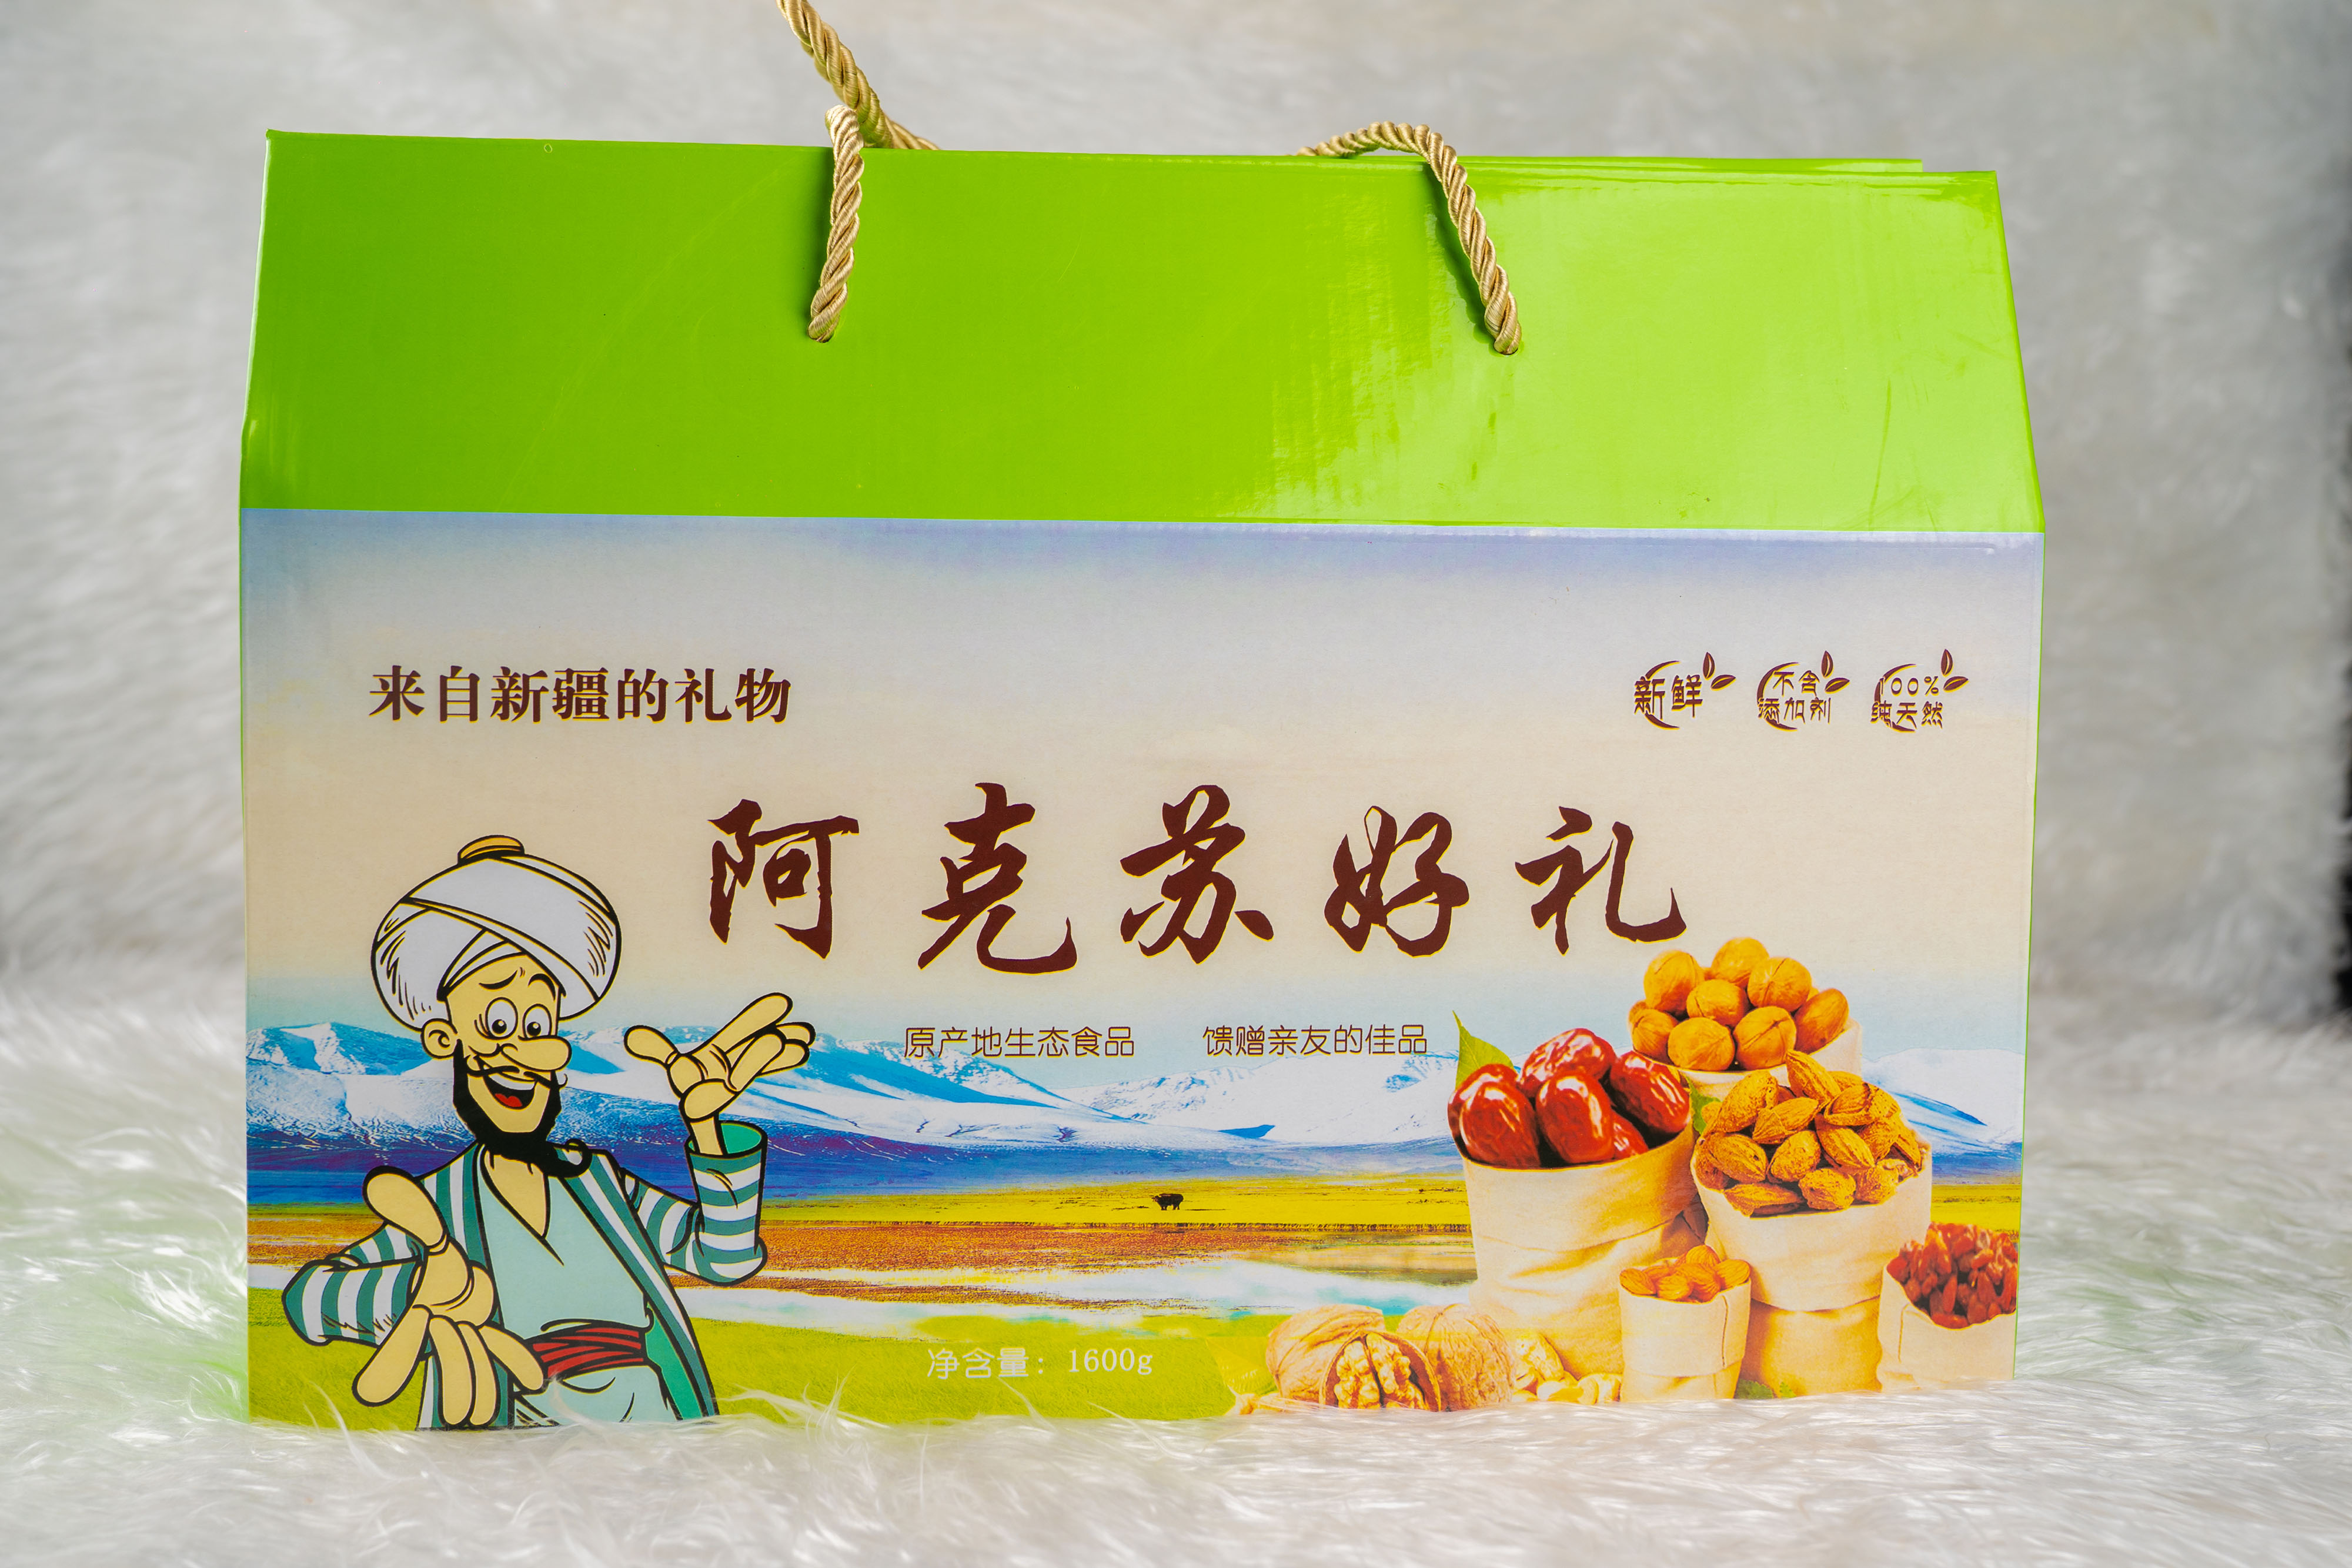 来自新疆的礼物
新鲜
不含
添加剂
100%
纯天然
阿克苏好礼
原产地生态食品 馈赠亲友的佳品
净含量：1600g